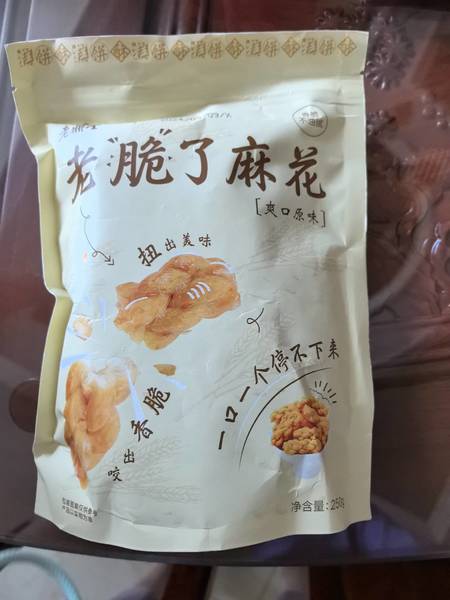 老"脆"了麻花
[爽口原味]
扭出美味
一口一个停不下来
咬出香脆
净含量：250g